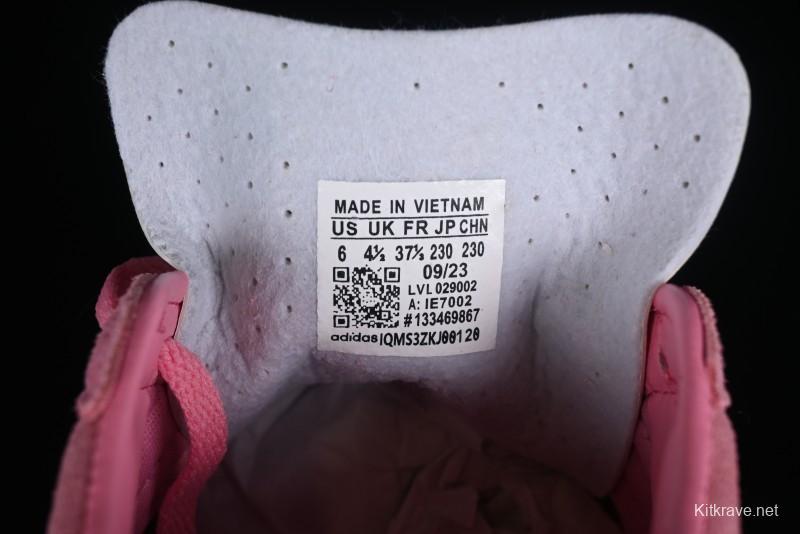 MADE IN VIETNAM
US UK FR JP CHN
6 4½ 37⅓ 230 230
09/23
LVL 029002
A: IE7002
#133469867
adidas IQMS3ZKJ00120
Kitkrave.net